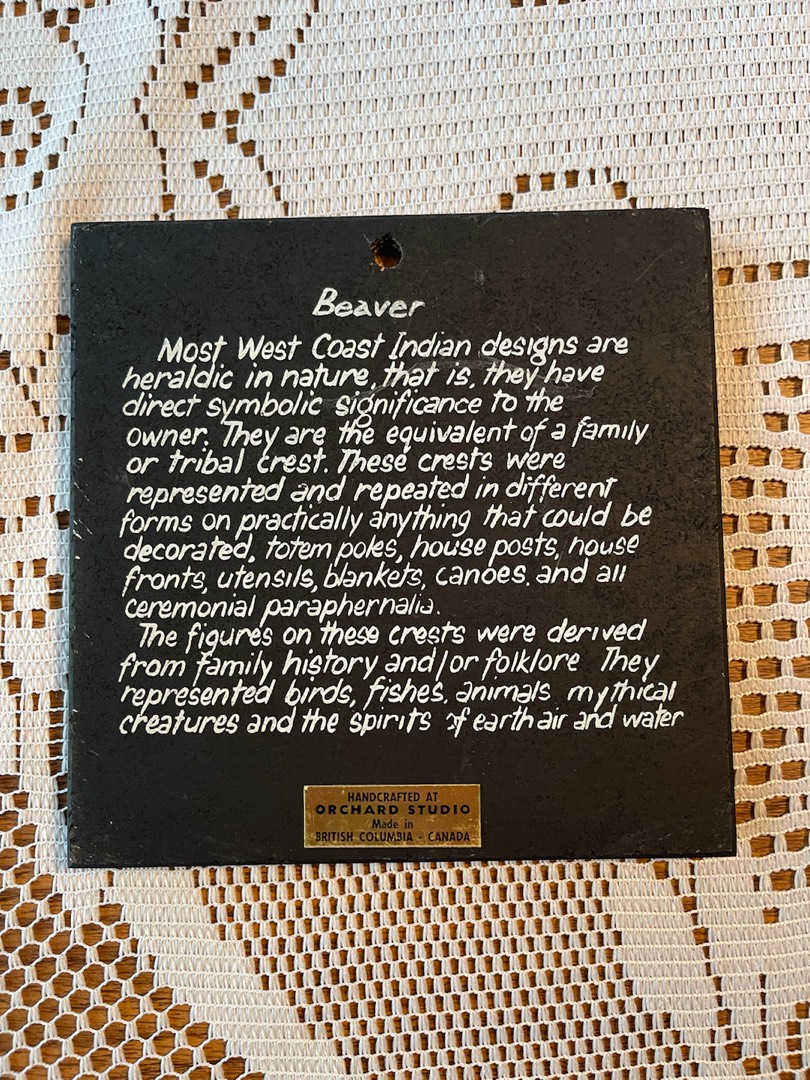 Beaver
Most West Coast Indian designs are
heraldic in nature, that is, they have
direct symbolic significance to the
owner. They are the equivalent of a family
or tribal crest. These crests were
represented and repeated in different
forms on practically anything that could be
decorated, totem poles, house posts, house
fronts, utensils, blankets, canoes, and all
ceremonial paraphernalia.
The figures on these crests were derived
from family history and/or folklore They
represented birds, fishes, animals mythical
creatures and the spirits of earth air and water
HANDCRAFTED AT
ORCHARD STUDIO
Made in
BRITISH COLUMBIA - CANADA